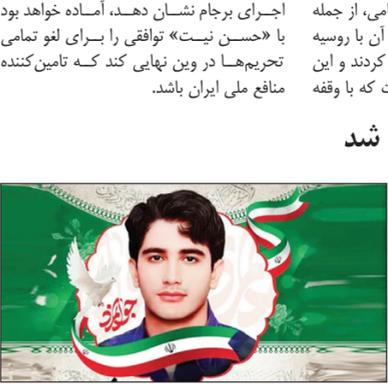 امی، از جمله
آن با روسیه
کردند و این
ت که با وقفه
اجرای برجام نشان دهد، آماده خواهد بود
با «حسن نیت» توافقی را برای لغو تمامی
تحریم‌ها در وین نهایی کند که تامین‌کننده
منافع ملی ایران باشد.
شد
جوانمرد